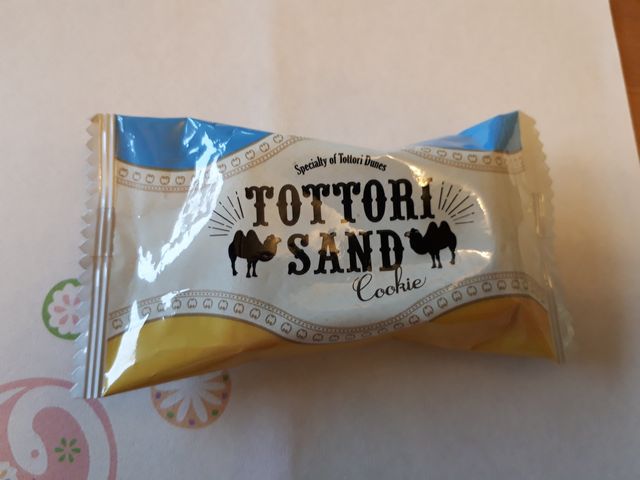 Specialty of Tottori Dunes
TOTTORI
SAND
Cookie